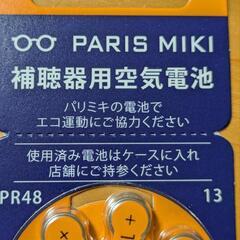 PARIS MIKI
補聴器用空気電池
パリミキの電池で
エコ運動にご協力ください
使用済み電池はケースに入れ
店舗にご持参ください
PR48 13